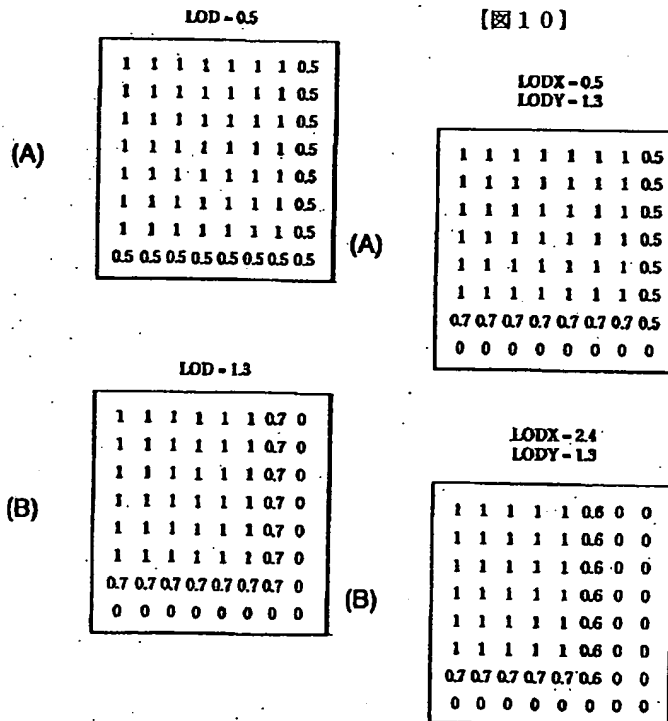 LOD = 0.5
1 1 1 1 1 1 1 0.5
1 1 1 1 1 1 1 0.5
1 1 1 1 1 1 1 0.5
1 1 1 1 1 1 1 0.5
1 1 1 1 1 1 1 0.5
1 1 1 1 1 1 1 0.5
1 1 1 1 1 1 1 0.5
0.5 0.5 0.5 0.5 0.5 0.5 0.5 0.5
(A)
LOD = 1.3
1 1 1 1 1 1 0.7 0
1 1 1 1 1 1 0.7 0
1 1 1 1 1 1 0.7 0
1 1 1 1 1 1 0.7 0
1 1 1 1 1 1 0.7 0
1 1 1 1 1 1 0.7 0
0.7 0.7 0.7 0.7 0.7 0.7 0.7 0
0 0 0 0 0 0 0 0
(B)
【図10】
LODX = 0.5
LODY = 1.3
1 1 1 1 1 1 1 0.5
1 1 1 1 1 1 1 0.5
1 1 1 1 1 1 1 0.5
1 1 1 1 1 1 1 0.5
1 1 1 1 1 1 1 0.5
1 1 1 1 1 1 1 0.5
0.7 0.7 0.7 0.7 0.7 0.7 0.7 0.5
0 0 0 0 0 0 0 0
(A)
LODX = 2.4
LODY = 1.3
1 1 1 1 1 0.6 0 0
1 1 1 1 1 0.6 0 0
1 1 1 1 1 0.6 0 0
1 1 1 1 1 0.6 0 0
1 1 1 1 1 0.6 0 0
1 1 1 1 1 0.6 0 0
0.7 0.7 0.7 0.7 0.7 0.6 0 0
0 0 0 0 0 0 0 0
(B)